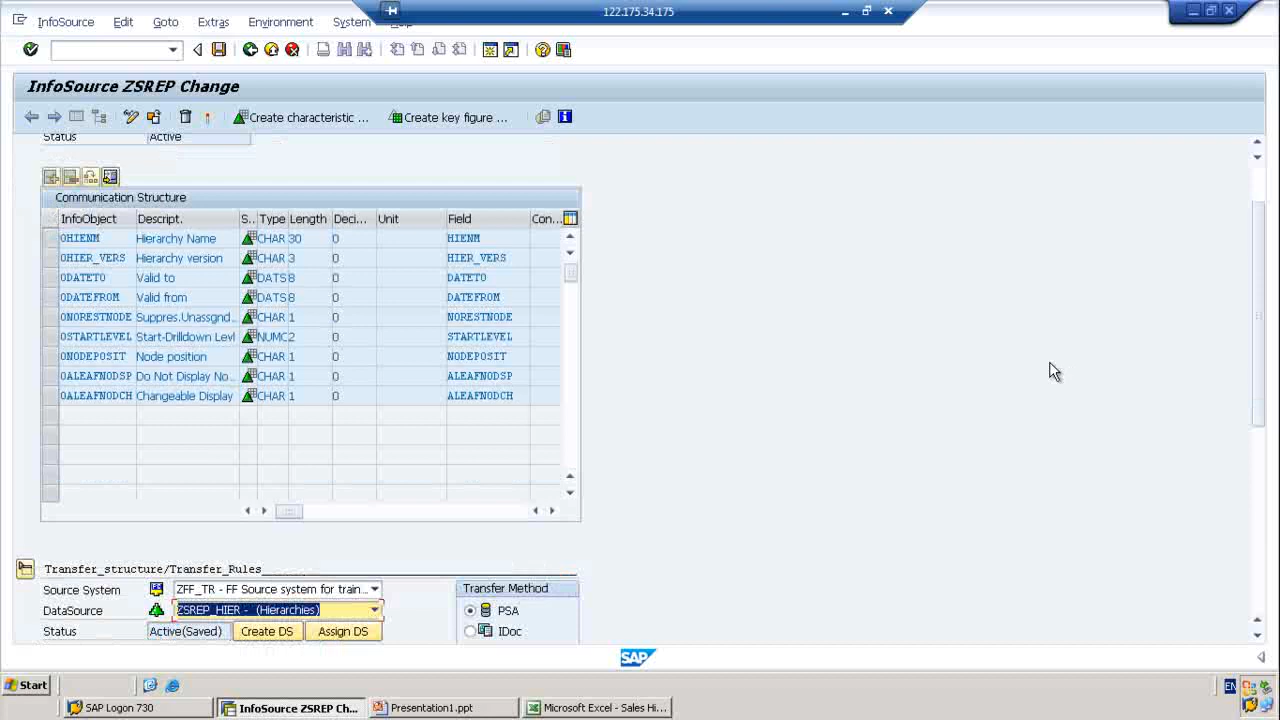 122.175.34.175
InfoSource Edit Goto Extras Environment System
InfoSource ZSREP Change
Create characteristic ... Create key figure ...
Status Active
Communication Structure
InfoObject Descript. S.. Type Length Deci... Unit Field Con...
0HIENM Hierarchy Name CHAR 30 0 HIENM
0HIER_VERS Hierarchy version CHAR 3 0 HIER_VERS
0DATETO Valid to DATS 8 0 DATETO
0DATEFROM Valid from DATS 8 0 DATEFROM
0NORESTNODE Suppres.Unassgnd.. CHAR 1 0 NORESTNODE
0STARTLEVEL Start-Drilldown Levl NUMC 2 0 STARTLEVEL
0NODEPOSIT Node position CHAR 1 0 NODEPOSIT
0ALEAFNODSP Do Not Display No... CHAR 1 0 ALEAFNODSP
0ALEAFNODCH Changeable Display CHAR 1 0 ALEAFNODCH
Transfer_structure/Transfer_Rules
Source System ZFF_TR - FF Source system for train... Transfer Method
DataSource ZSREP_HIER - (Hierarchies) PSA
Status Active(Saved) Create DS Assign DS IDoc
SAP
Start EN
SAP Logon 730 InfoSource ZSREP Ch... Presentation1.ppt Microsoft Excel - Sales Hi...